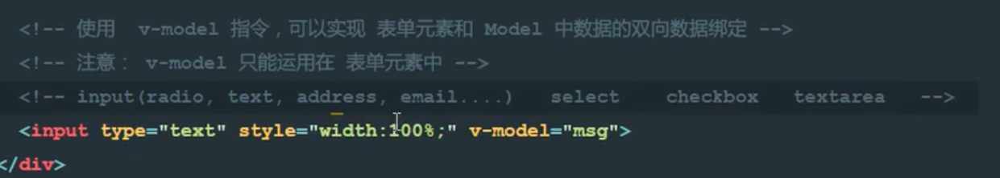 <!-- 使用 v-model 指令，可以实现 表单元素和 Model 中数据的双向数据绑定 -->
<!-- 注意： v-model 只能运用在 表单元素中 -->
<!-- input(radio, text, address, email....) select checkbox textarea -->
<input type="text" style="width:100%;" v-model="msg">
</div>